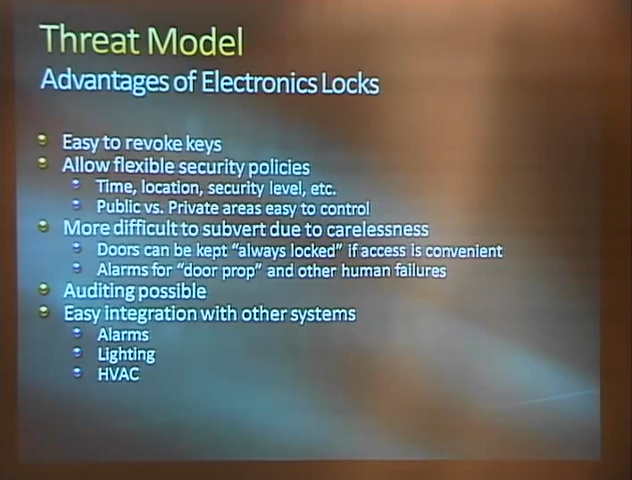 Threat Model
Advantages of Electronics Locks
Easy to revoke keys
Allow flexible security policies
Time, location, security level, etc.
Public vs. Private areas easy to control
More difficult to subvert due to carelessness
Doors can be kept “always locked” if access is convenient
Alarms for “door prop” and other human failures
Auditing possible
Easy integration with other systems
Alarms
Lighting
HVAC